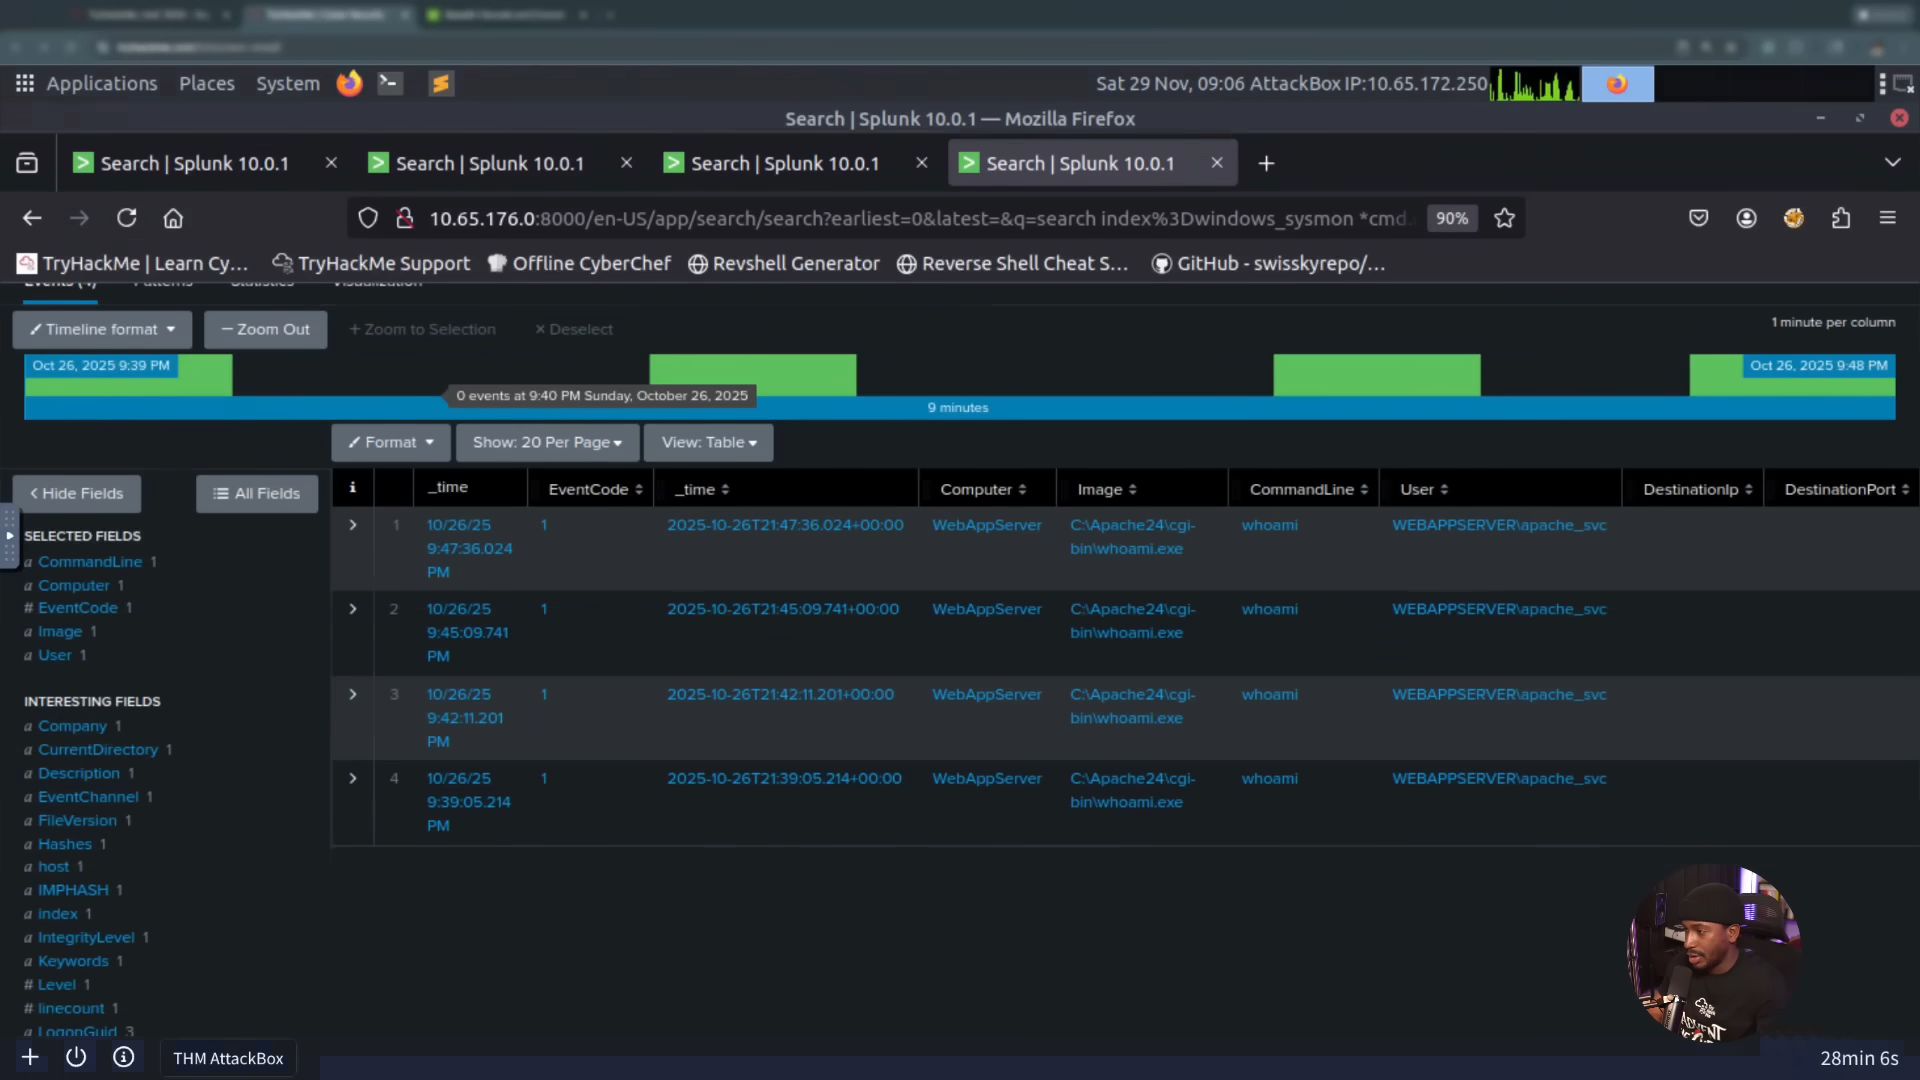 Applications Places System Sat 29 Nov, 09:06 AttackBox IP:10.65.172.250
Search | Splunk 10.0.1 — Mozilla Firefox
Search | Splunk 10.0.1 Search | Splunk 10.0.1 Search | Splunk 10.0.1 Search | Splunk 10.0.1
10.65.176.0:8000/en-US/app/search/search?earliest=0&latest=&q=search index%3Dwindows_sysmon *cmd. 90%
TryHackMe | Learn Cy... TryHackMe Support Offline CyberChef Revshell Generator Reverse Shell Cheat S... GitHub - swisskyrepo/...
Events (4) Patterns Statistics Visualization
Timeline format — Zoom Out + Zoom to Selection × Deselect 1 minute per column
Oct 26, 2025 9:39 PM Oct 26, 2025 9:48 PM
0 events at 9:40 PM Sunday, October 26, 2025
9 minutes
Format Show: 20 Per Page View: Table
Hide Fields All Fields
i _time EventCode _time Computer Image CommandLine User DestinationIp DestinationPort
1 10/26/25 1 2025-10-26T21:47:36.024+00:00 WebAppServer C:\Apache24\cgi- whoami WEBAPPSERVER\apache_svc
9:47:36.024 bin\whoami.exe
PM
2 10/26/25 1 2025-10-26T21:45:09.741+00:00 WebAppServer C:\Apache24\cgi- whoami WEBAPPSERVER\apache_svc
9:45:09.741 bin\whoami.exe
PM
3 10/26/25 1 2025-10-26T21:42:11.201+00:00 WebAppServer C:\Apache24\cgi- whoami WEBAPPSERVER\apache_svc
9:42:11.201 bin\whoami.exe
PM
4 10/26/25 1 2025-10-26T21:39:05.214+00:00 WebAppServer C:\Apache24\cgi- whoami WEBAPPSERVER\apache_svc
9:39:05.214 bin\whoami.exe
PM
SELECTED FIELDS
a CommandLine 1
a Computer 1
# EventCode 1
a Image 1
a User 1
INTERESTING FIELDS
a Company 1
a CurrentDirectory 1
a Description 1
a EventChannel 1
a FileVersion 1
a Hashes 1
a host 1
a IMPHASH 1
a index 1
a IntegrityLevel 1
a Keywords 1
# Level 1
# linecount 1
a LogonGuid 3
THM AttackBox
28min 6s